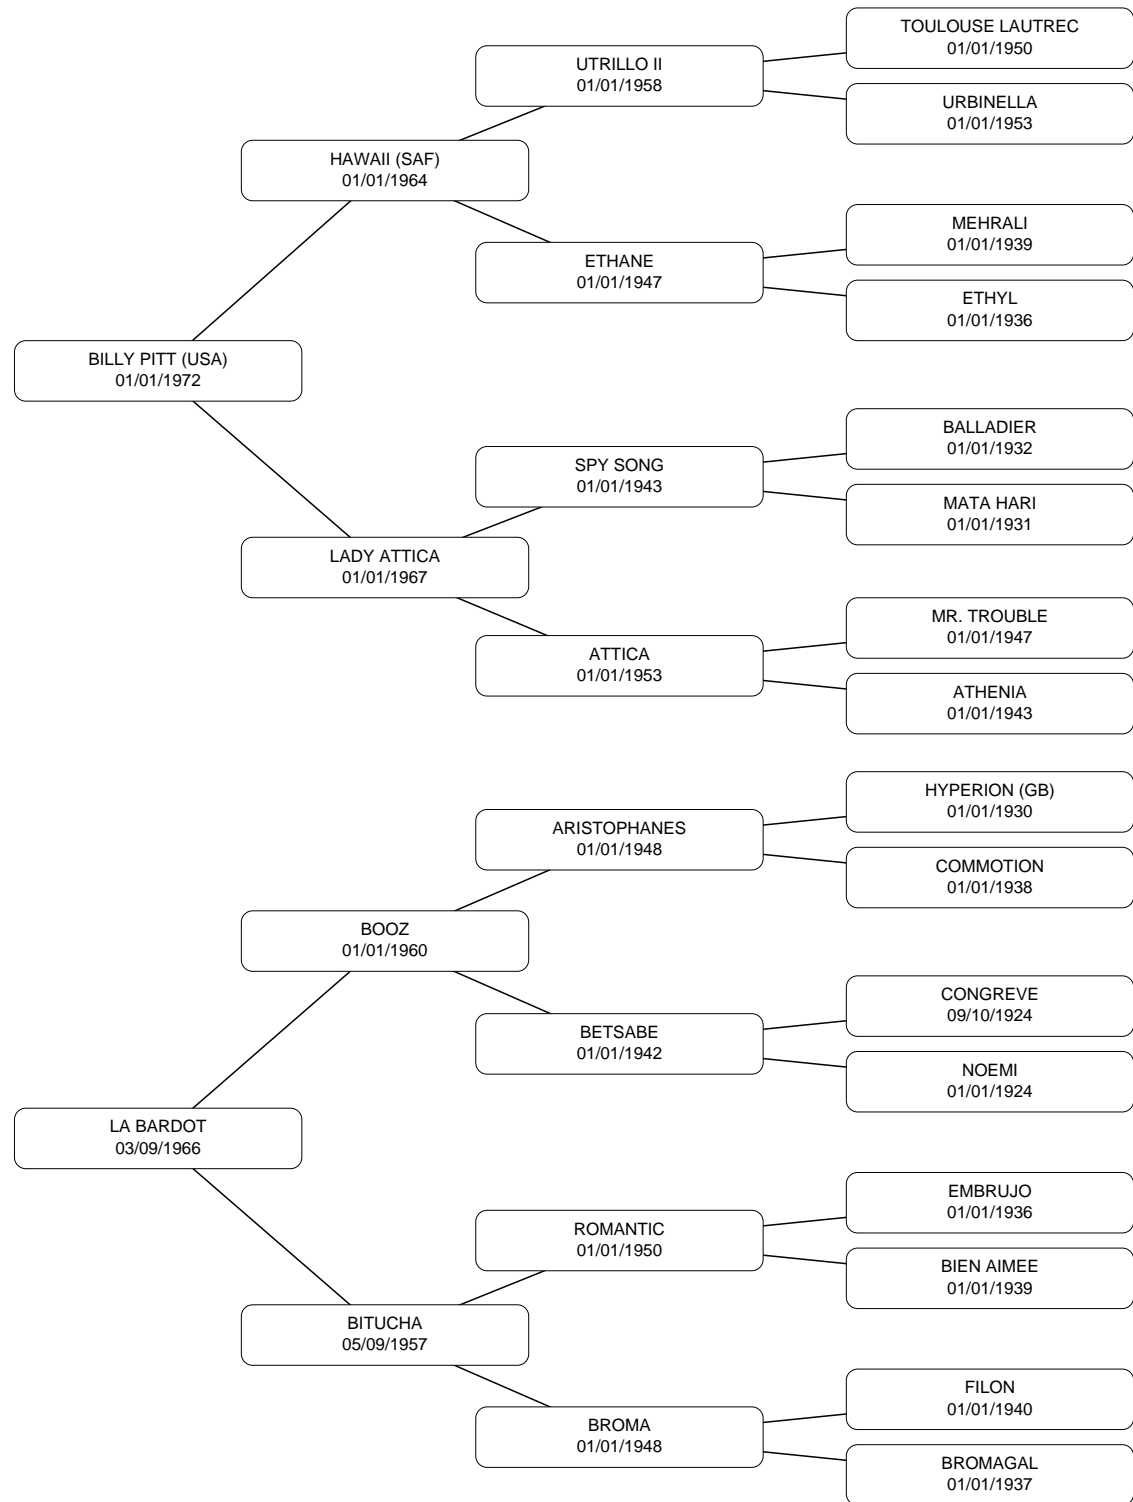 TOULOUSE LAUTREC
01/01/1950
UTRILLO II
01/01/1958
URBINELLA
01/01/1953
HAWAII (SAF)
01/01/1964
MEHRALI
01/01/1939
ETHANE
01/01/1947
ETHYL
01/01/1936
BILLY PITT (USA)
01/01/1972
BALLADIER
01/01/1932
SPY SONG
01/01/1943
MATA HARI
01/01/1931
LADY ATTICA
01/01/1967
MR. TROUBLE
01/01/1947
ATTICA
01/01/1953
ATHENIA
01/01/1943
HYPERION (GB)
01/01/1930
ARISTOPHANES
01/01/1948
COMMOTION
01/01/1938
BOOZ
01/01/1960
CONGREVE
09/10/1924
BETSABE
01/01/1942
NOEMI
01/01/1924
LA BARDOT
03/09/1966
EMBRUJO
01/01/1936
ROMANTIC
01/01/1950
BIEN AIMEE
01/01/1939
BITUCHA
05/09/1957
FILON
01/01/1940
BROMA
01/01/1948
BROMAGAL
01/01/1937